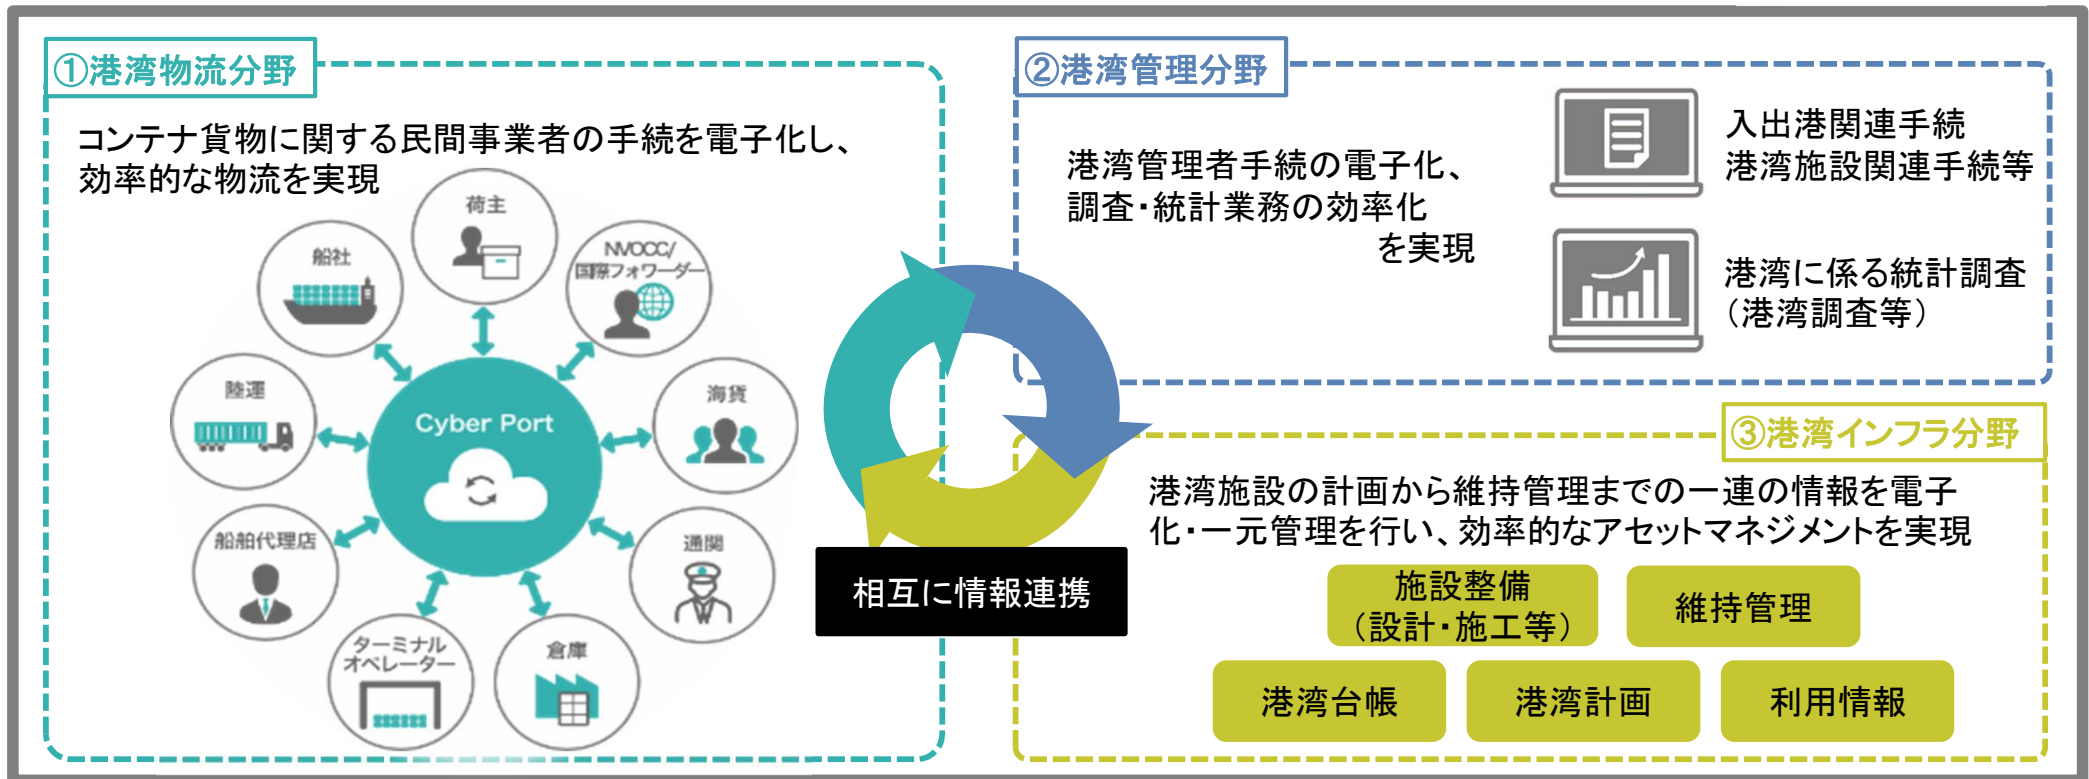 ①港湾物流分野
コンテナ貨物に関する民間事業者の手続を電子化し、
効率的な物流を実現
荷主
船社
NVOCC/
国際フォワーダー
陸運
海貨
Cyber Port
船舶代理店
通関
ターミナル
オペレーター
倉庫
相互に情報連携
②港湾管理分野
港湾管理者手続の電子化、
調査・統計業務の効率化
を実現
入出港関連手続
港湾施設関連手続等
港湾に係る統計調査
（港湾調査等）
③港湾インフラ分野
港湾施設の計画から維持管理までの一連の情報を電子
化・一元管理を行い、効率的なアセットマネジメントを実現
施設整備
（設計・施工等）
維持管理
港湾台帳
港湾計画
利用情報